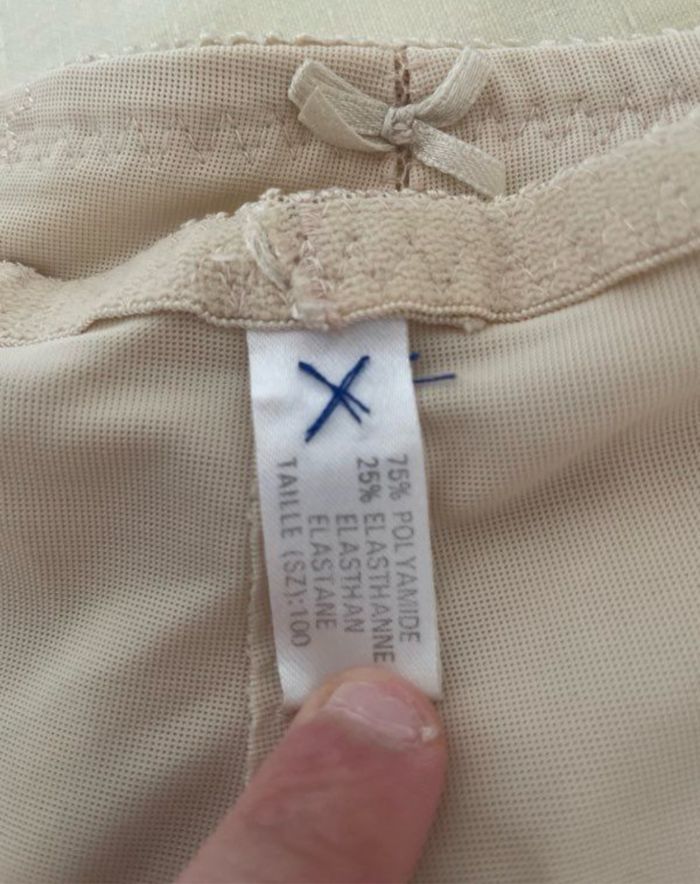 75% POLYAMIDE
25% ELASTHANNE
ELASTHAN
ELASTANE
TAILLE (SZ):100